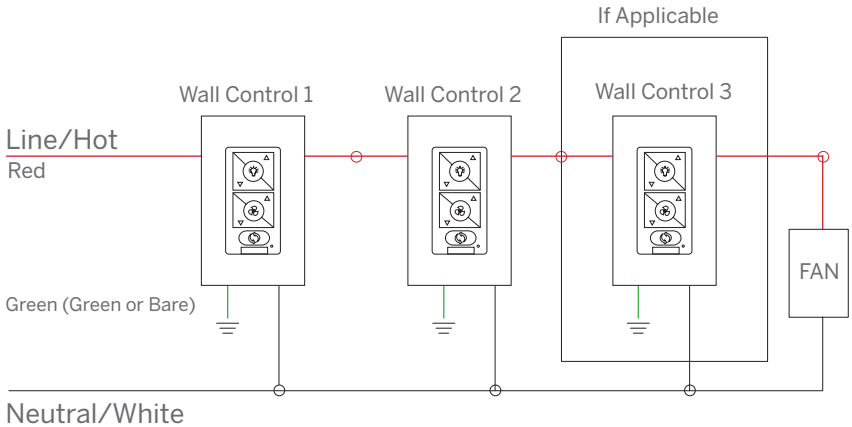 If Applicable
Wall Control 1
Wall Control 2
Wall Control 3
Line/Hot
Red
FAN
Green (Green or Bare)
Neutral/White